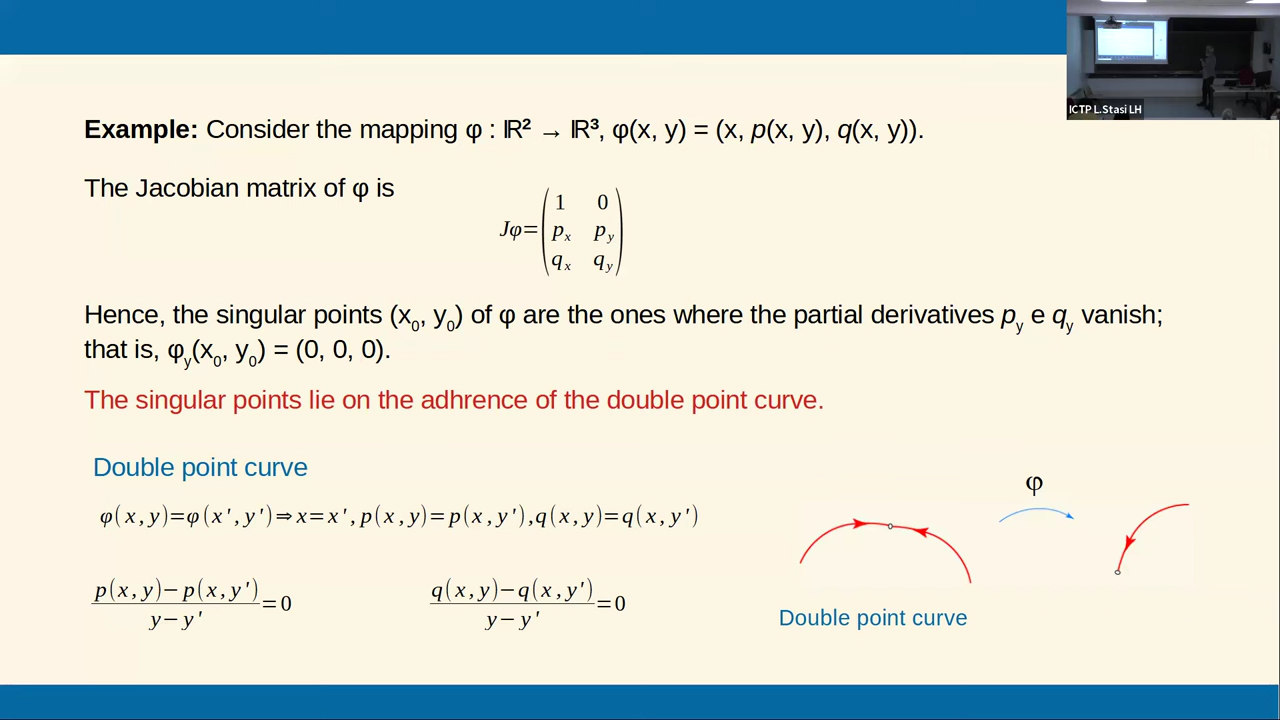 ICTP L.Stasi LH
Example: Consider the mapping φ : ℝ² → ℝ³, φ(x, y) = (x, p(x, y), q(x, y)).
The Jacobian matrix of φ is
Jφ=
1 0
pₓ p_y
qₓ q_y
Hence, the singular points (x₀, y₀) of φ are the ones where the partial derivatives p_y e q_y vanish;
that is, φ_y(x₀, y₀) = (0, 0, 0).
The singular points lie on the adhrence of the double point curve.
Double point curve
φ(x,y)=φ(x',y')⇒x=x', p(x,y)=p(x,y'),q(x,y)=q(x,y')
p(x,y)−p(x,y')
y−y'
=0
q(x,y)−q(x,y')
y−y'
=0
φ
Double point curve